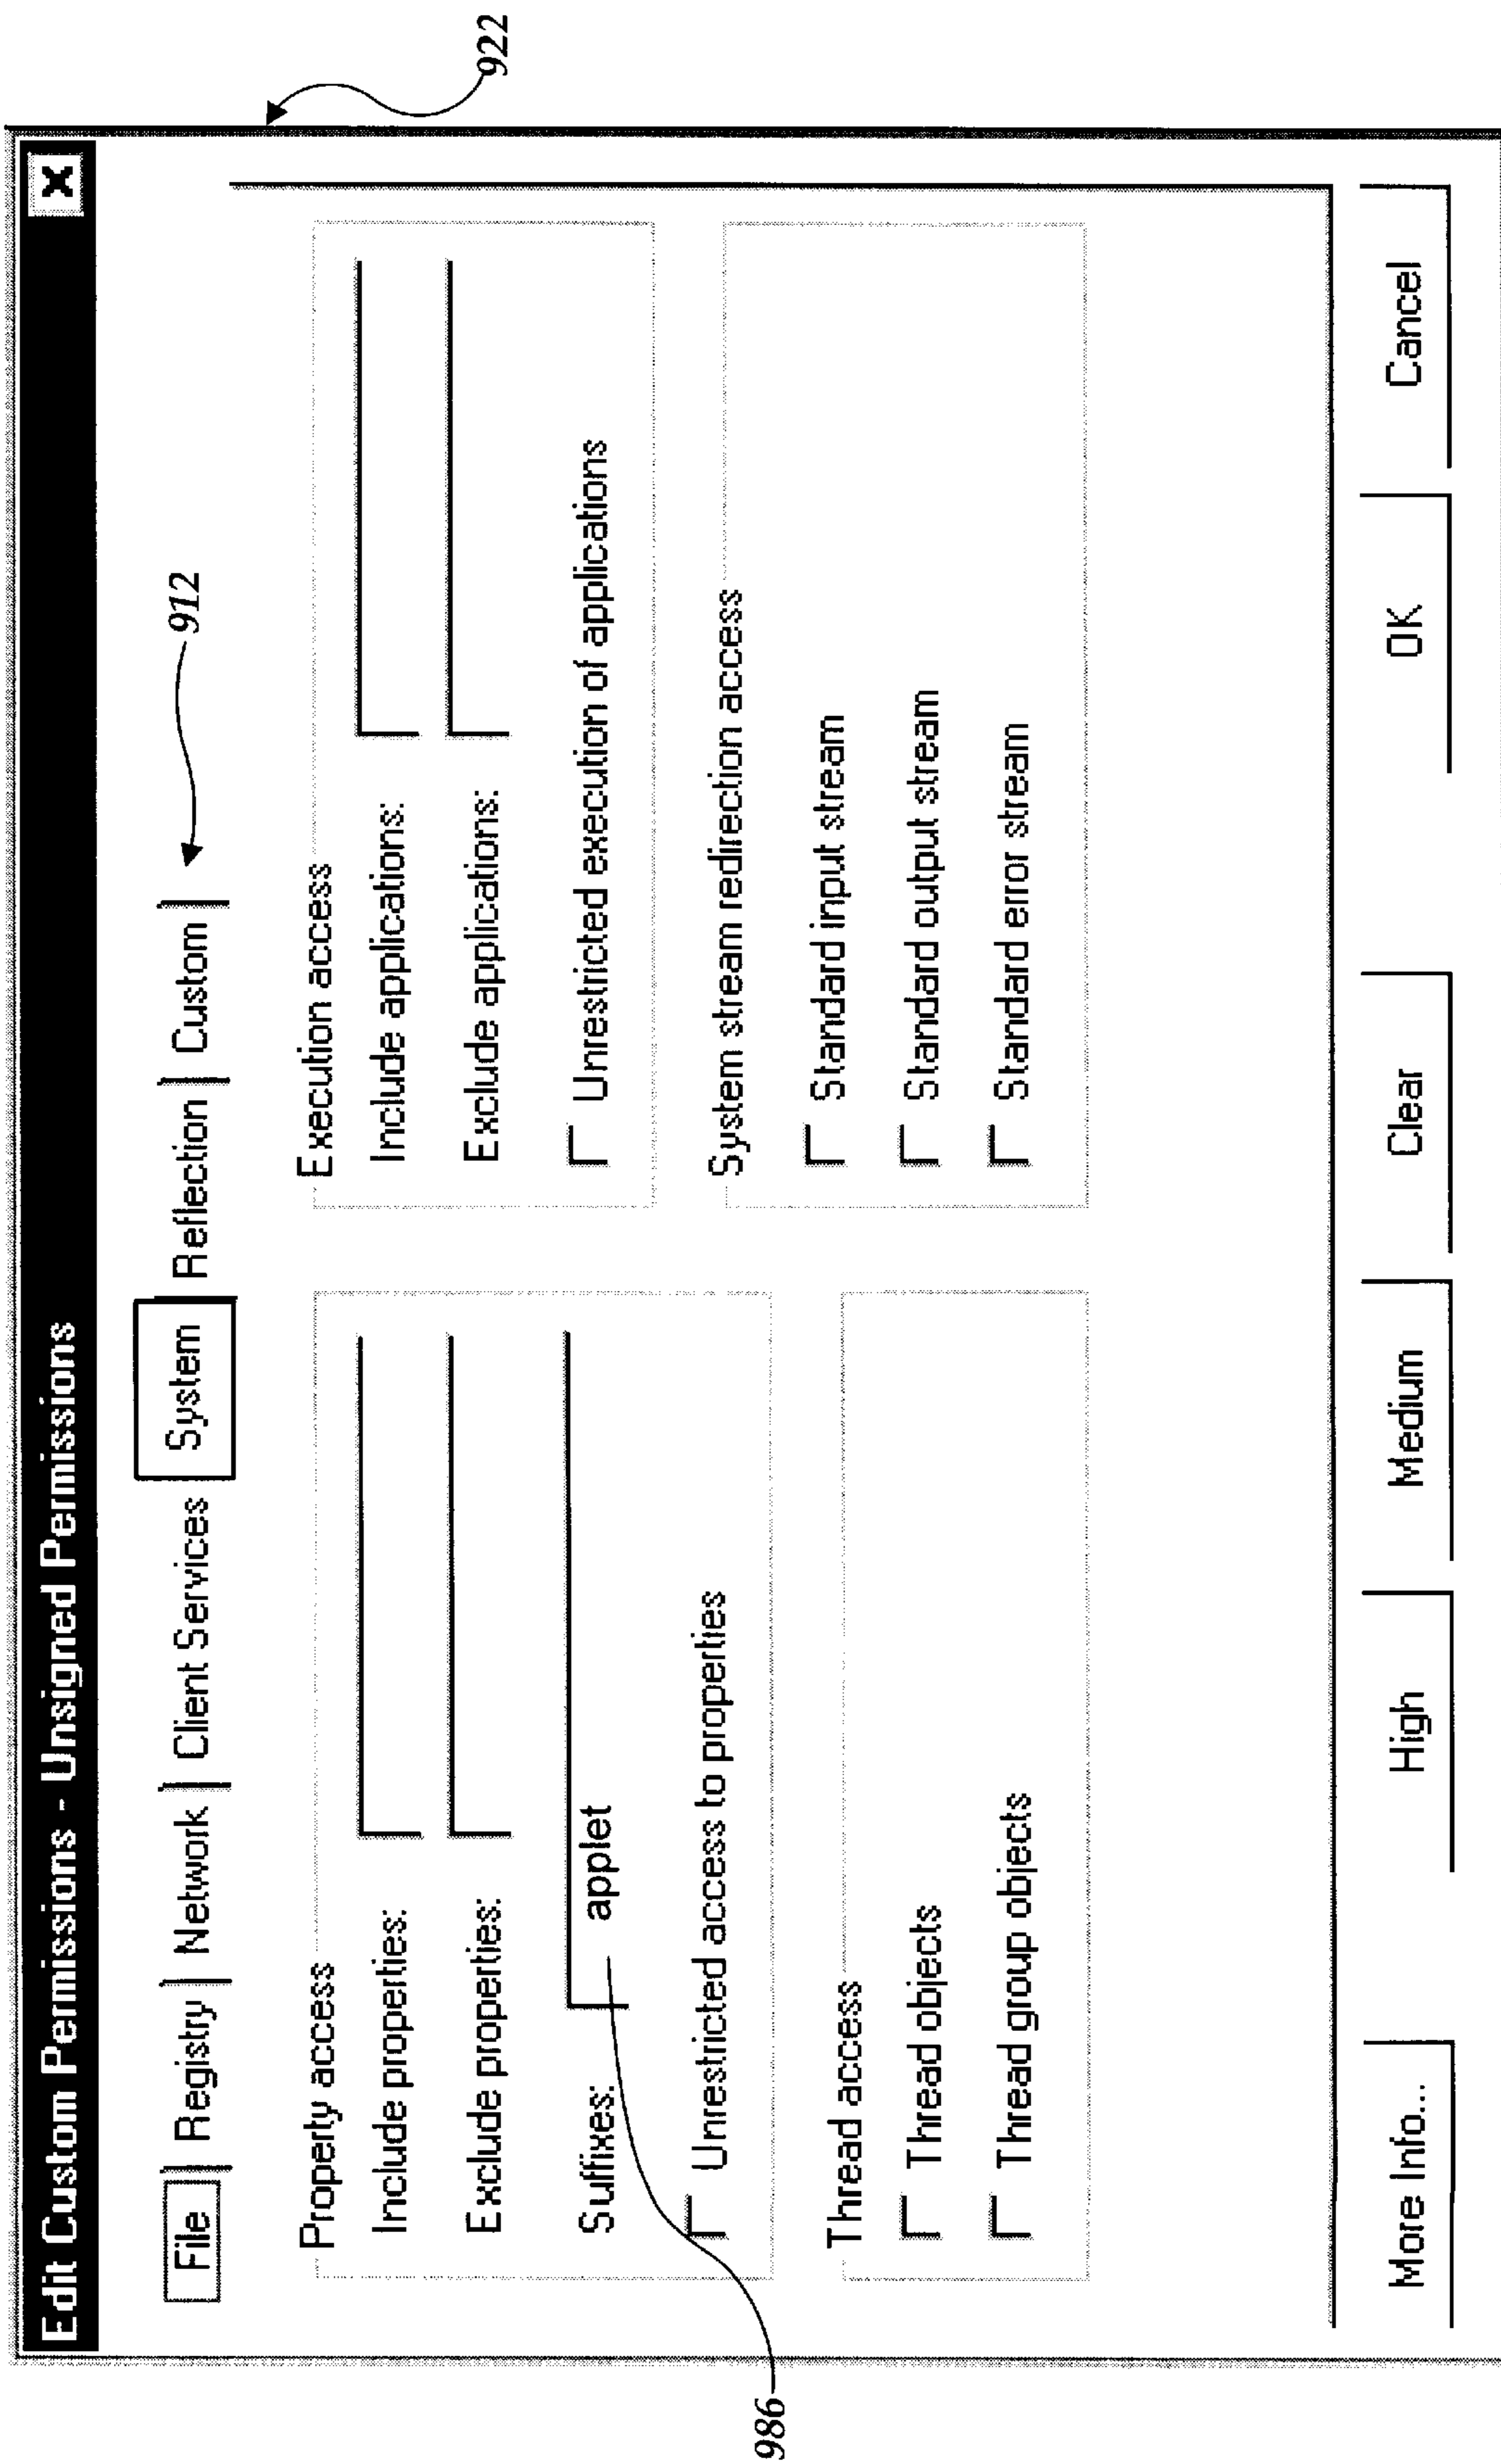 922
Edit Custom Permissions - Unsigned Permissions X
912
File Registry Network Client Services System Reflection Custom
Property access
Include properties:
Exclude properties:
Suffixes: applet
Unrestricted access to properties
Thread access
Thread objects
Thread group objects
Execution access
Include applications:
Exclude applications:
Unrestricted execution of applications
System stream redirection access
Standard input stream
Standard output stream
Standard error stream
986
More Info... High Medium Clear OK Cancel